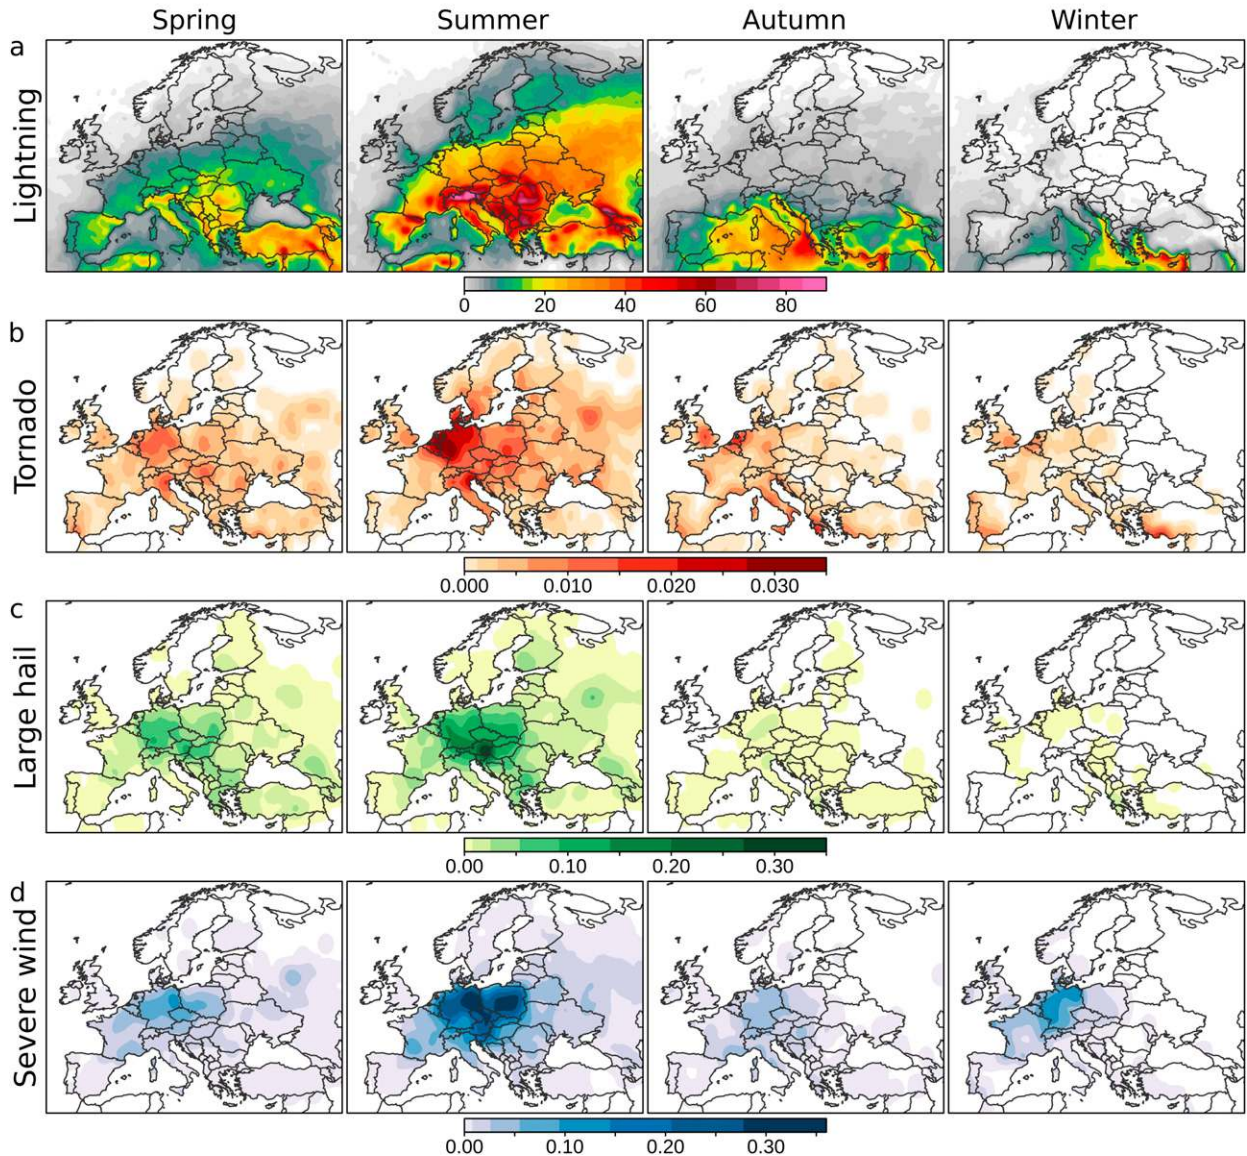 Spring Summer Autumn Winter
a Lightning
0 20 40 60 80
b Tornado
0.000 0.010 0.020 0.030
c Large hail
0.00 0.10 0.20 0.30
d Severe wind
0.00 0.10 0.20 0.30